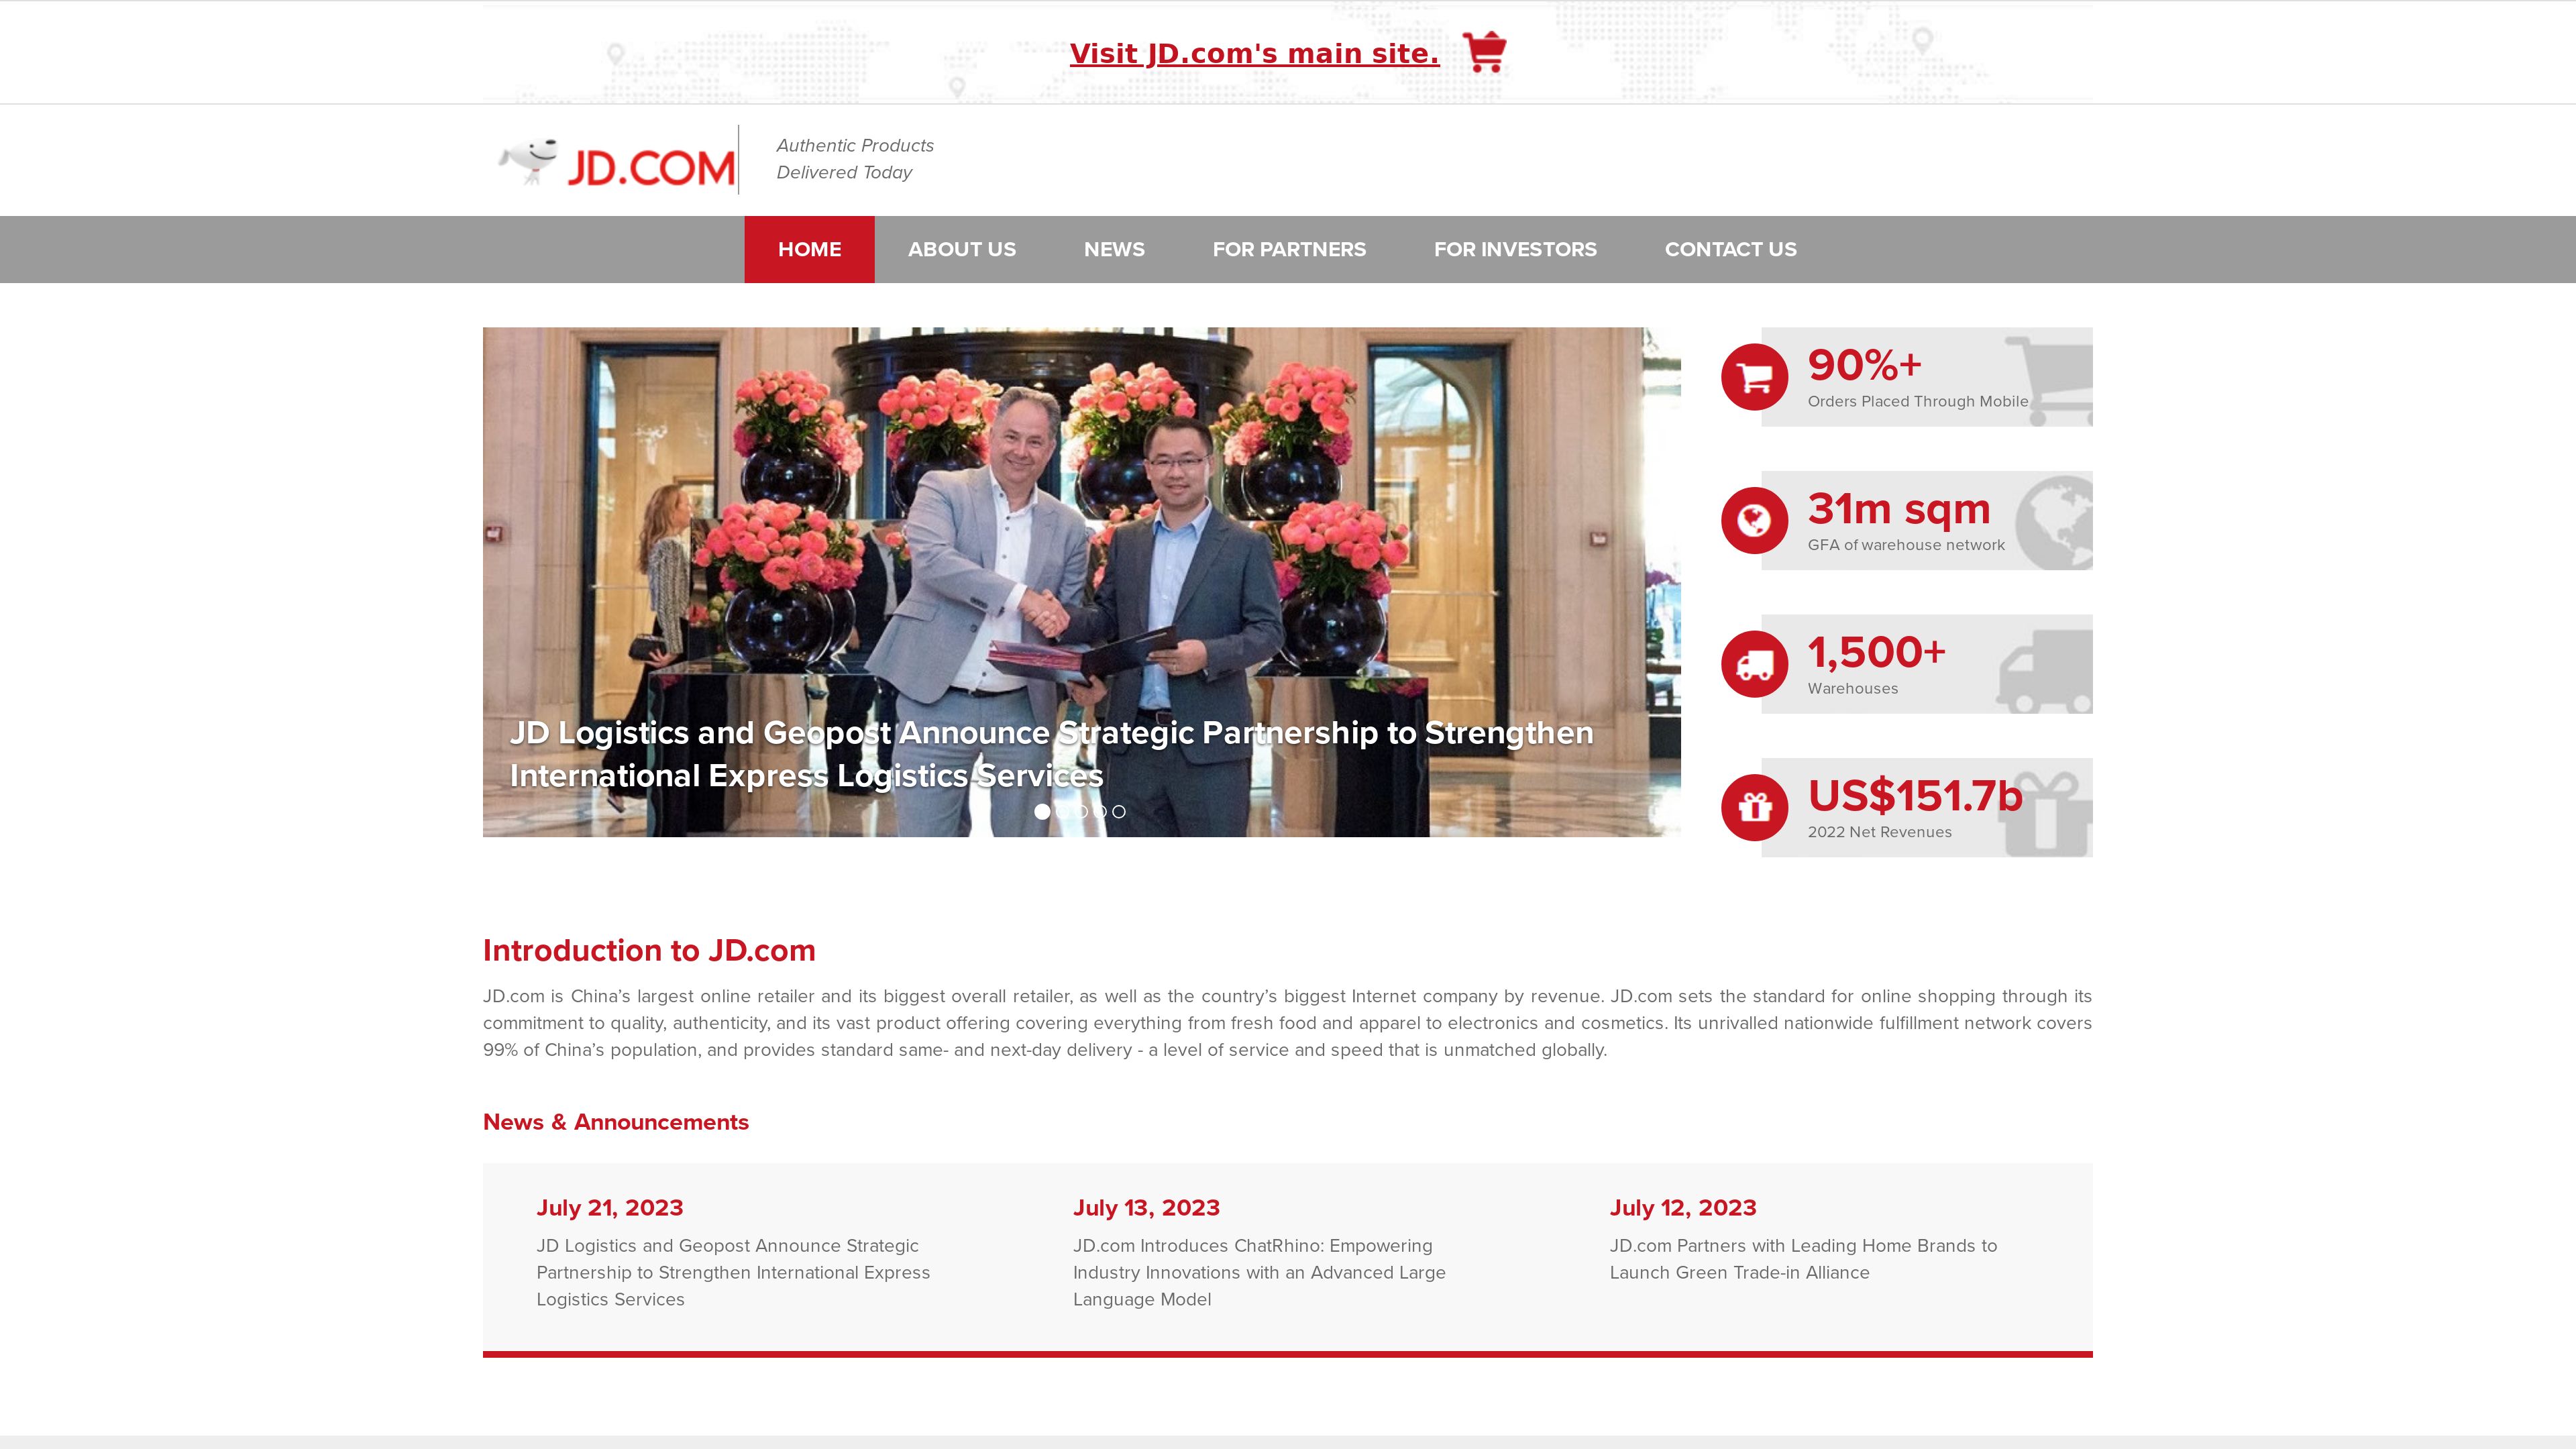 Visit JD.com's main site.
JD.COM
Authentic Products
Delivered Today
HOME
ABOUT US
NEWS
FOR PARTNERS
FOR INVESTORS
CONTACT US
JD Logistics and Geopost Announce Strategic Partnership to Strengthen
International Express Logistics Services
90%+
Orders Placed Through Mobile
31m sqm
GFA of warehouse network
1,500+
Warehouses
US$151.7b
2022 Net Revenues
Introduction to JD.com
JD.com is China’s largest online retailer and its biggest overall retailer, as well as the country’s biggest Internet company by revenue. JD.com sets the standard for online shopping through its
commitment to quality, authenticity, and its vast product offering covering everything from fresh food and apparel to electronics and cosmetics. Its unrivalled nationwide fulfillment network covers
99% of China’s population, and provides standard same- and next-day delivery - a level of service and speed that is unmatched globally.
News & Announcements
July 21, 2023
JD Logistics and Geopost Announce Strategic
Partnership to Strengthen International Express
Logistics Services
July 13, 2023
JD.com Introduces ChatRhino: Empowering
Industry Innovations with an Advanced Large
Language Model
July 12, 2023
JD.com Partners with Leading Home Brands to
Launch Green Trade-in Alliance